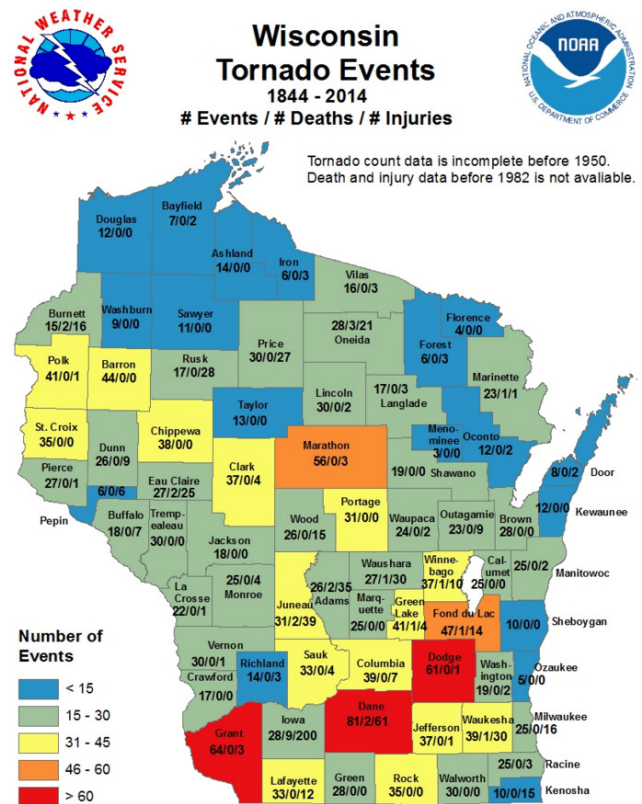 NATIONAL WEATHER SERVICE
Wisconsin
Tornado Events
1844 - 2014
# Events / # Deaths / # Injuries
NATIONAL OCEANIC AND ATMOSPHERIC ADMINISTRATION
NOAA
U.S. DEPARTMENT OF COMMERCE
Tornado count data is incomplete before 1950.
Death and injury data before 1982 is not avaliable.
Douglas
12/0/0
Bayfield
7/0/2
Ashland
14/0/0
Iron
6/0/3
Vilas
16/0/3
Burnett
15/2/16
Washburn
9/0/0
Sawyer
11/0/0
Price
30/0/27
28/3/21
Oneida
Forest
6/0/3
Florence
4/0/0
Marinette
23/1/1
Polk
41/0/1
Barron
44/0/0
Rusk
17/0/28
Lincoln
30/0/2
17/0/3
Langlade
Taylor
13/0/0
St. Croix
35/0/0
Dunn
26/0/9
Chippewa
38/0/0
Clark
37/0/4
Marathon
56/0/3
Meno-
minee
3/0/0
Oconto
12/0/2
19/0/0
Shawano
8/0/2
Door
Pierce
27/0/1
6/0/6
Pepin
Eau Claire
27/2/25
Buffalo
18/0/7
Tremp-
ealeau
30/0/0
Jackson
18/0/0
Wood
26/0/15
Portage
31/0/0
Waupaca
24/0/2
Outagamie
23/0/9
Brown
28/0/0
12/0/0
Kewaunee
La
Crosse
22/0/1
25/0/4
Monroe
Juneau
31/2/39
26/2/35
Adams
Waushara
27/1/30
Marq-
uette
25/0/0
Green
Lake
41/1/4
Winne-
bago
37/1/10
Cal-
umet
25/0/0
25/0/2
Manitowoc
Fond du Lac
47/1/14
10/0/0
Sheboygan
Vernon
30/0/1
Crawford
17/0/0
Richland
14/0/3
Sauk
33/0/4
Columbia
39/0/7
Dodge
61/0/1
Wash-
ington
19/0/2
Ozaukee
5/0/0
Grant
64/0/3
Iowa
28/9/200
Dane
81/2/61
Jefferson
37/0/1
Waukesha
39/1/30
Milwaukee
25/0/16
Lafayette
33/0/12
Green
28/0/0
Rock
35/0/0
Walworth
30/0/0
25/0/3
Racine
10/0/15
Kenosha
Number of
Events
< 15
15 - 30
31 - 45
46 - 60
> 60